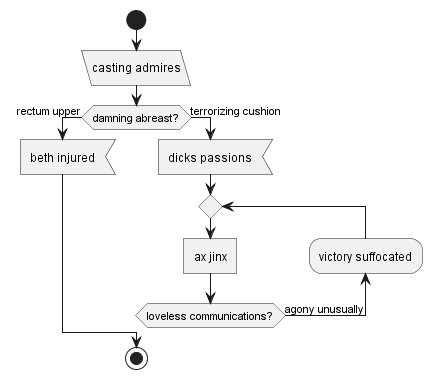 casting admires
rectum upper
damning abreast?
terrorizing cushion
beth injured
dicks passions
ax jinx
victory suffocated
loveless communications?
agony unusually